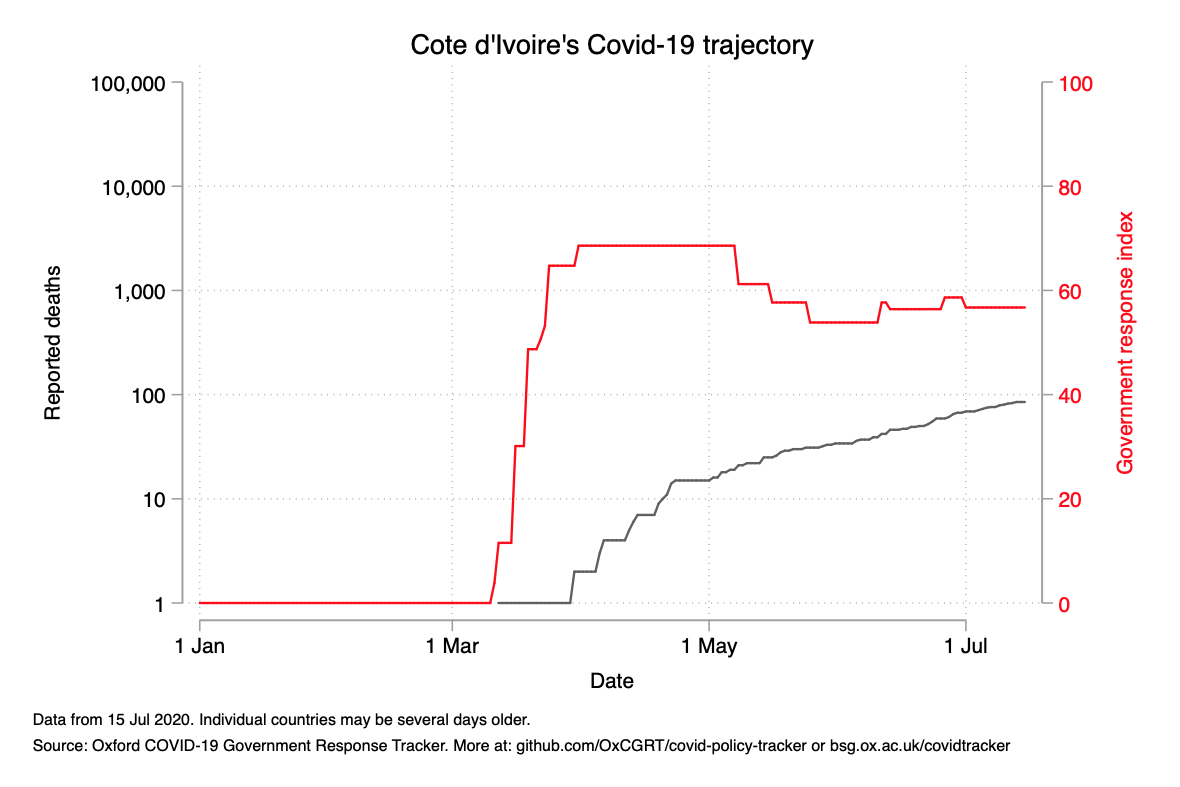 Cote d'Ivoire's Covid-19 trajectory
100,000
10,000
1,000
100
10
1
Reported deaths
100
80
60
40
20
0
Government response index
1 Jan
1 Mar
1 May
1 Jul
Date
Data from 15 Jul 2020. Individual countries may be several days older.
Source: Oxford COVID-19 Government Response Tracker. More at: github.com/OxCGRT/covid-policy-tracker or bsg.ox.ac.uk/covidtracker